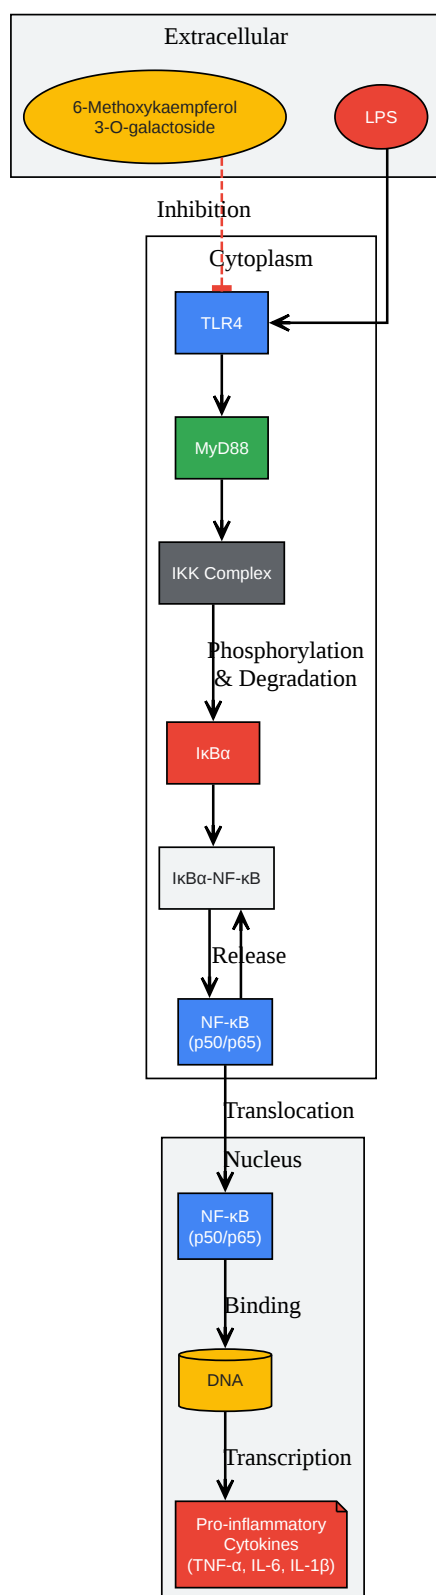 Extracellular
6-Methoxykaempferol
3-O-galactoside
LPS
Inhibition
Cytoplasm
TLR4
MyD88
IKK Complex
Phosphorylation
& Degradation
IκBα
IκBα-NF-κB
Release
NF-κB
(p50/p65)
Translocation
Nucleus
NF-κB
(p50/p65)
Binding
DNA
Transcription
Pro-inflammatory
Cytokines
(TNF-α, IL-6, IL-1β)